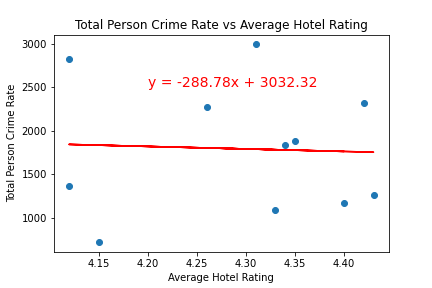 Total Person Crime Rate vs Average Hotel Rating
3000
2500
2000
1500
1000
Total Person Crime Rate
y = -288.78x + 3032.32
4.15
4.20
4.25
4.30
4.35
4.40
Average Hotel Rating